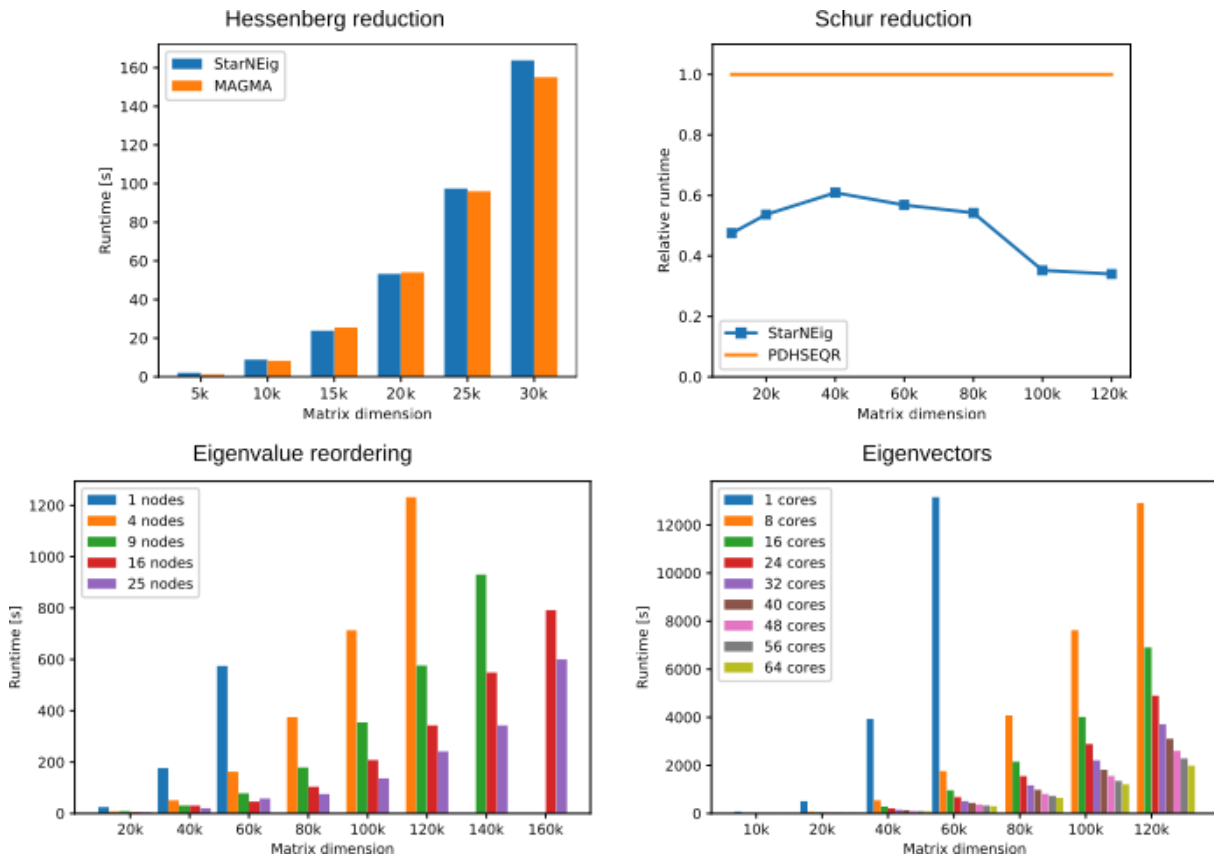 Hessenberg reduction
StarNEig
MAGMA
Runtime [s]
160
140
120
100
80
60
40
20
0
5k 10k 15k 20k 25k 30k
Matrix dimension
Schur reduction
Relative runtime
1.0
0.8
0.6
0.4
0.2
0.0
StarNEig
PDHSEQR
20k 40k 60k 80k 100k 120k
Matrix dimension
Eigenvalue reordering
1 nodes
4 nodes
9 nodes
16 nodes
25 nodes
Runtime [s]
1200
1000
800
600
400
200
0
20k 40k 60k 80k 100k 120k 140k 160k
Matrix dimension
Eigenvectors
1 cores
8 cores
16 cores
24 cores
32 cores
40 cores
48 cores
56 cores
64 cores
Runtime [s]
12000
10000
8000
6000
4000
2000
0
10k 20k 40k 60k 80k 100k 120k
Matrix dimension